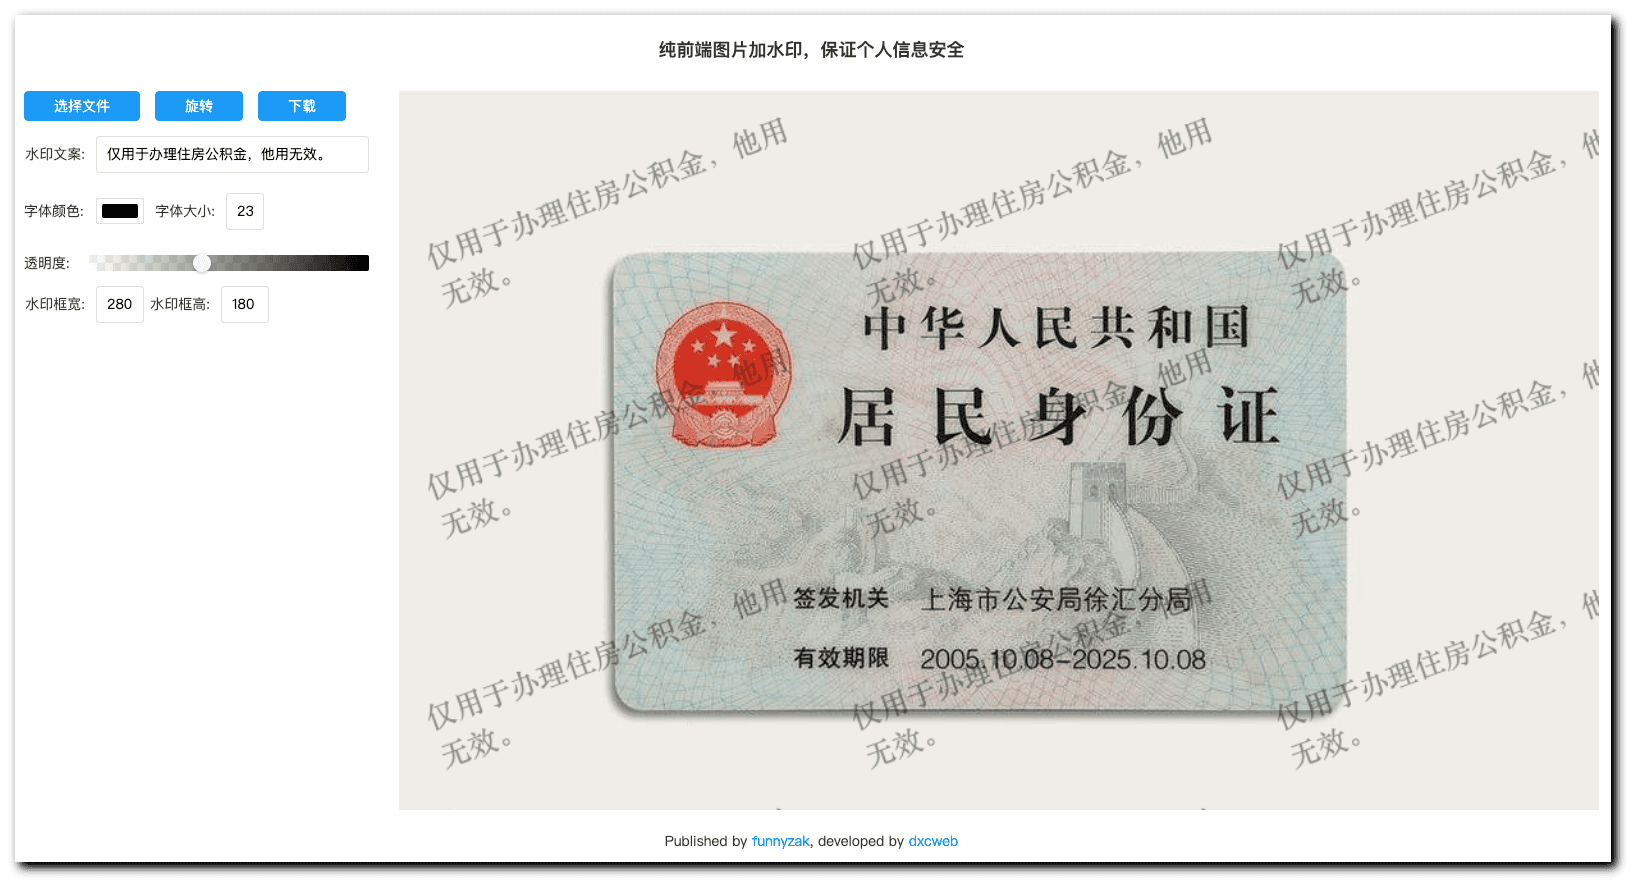 纯前端图片加水印，保证个人信息安全
选择文件 旋转 下载
水印文案: 仅用于办理住房公积金，他用无效。
字体颜色: 字体大小: 23
透明度:
水印框宽: 280 水印框高: 180
仅用于办理住房公积金，他用
无效。
仅用于办理住房公积金，他用
无效。
仅用于办理住房公积金，他
无效。
中华人民共和国
居民身份证
仅用于办理住房公积金，他用
无效。
仅用于办理住房公积金，他用
无效。
仅用于办理住房公积金，他
无效。
签发机关 上海市公安局徐汇分局
有效期限 2005.10.08-2025.10.08
仅用于办理住房公积金，他用
无效。
仅用于办理住房公积金，他用
无效。
仅用于办理住房公积金，他
无效。
Published by funnyzak, developed by dxcweb